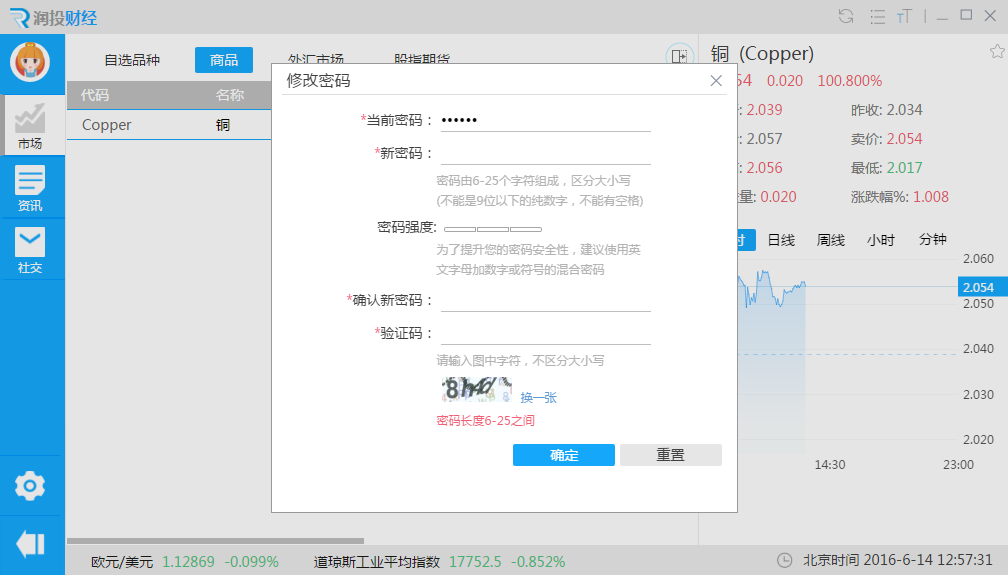 润投财经
自选品种 商品 外汇市场 股指期货
代码 名称
Copper 铜
市场
资讯
社交
修改密码
*当前密码： ••••••
*新密码：
密码由6-25个字符组成，区分大小写
(不能是9位以下的纯数字，不能有空格)
密码强度:
为了提升您的密码安全性，建议使用英
文字母加数字或符号的混合密码
*确认新密码：
*验证码：
请输入图中字符，不区分大小写
8h4d 换一张
密码长度6-25之间
确定 重置
铜 (Copper)
54 0.020 100.800%
: 2.039 昨收: 2.034
: 2.057 卖价: 2.054
: 2.056 最低: 2.017
量: 0.020 涨跌幅%: 1.008
时 日线 周线 小时 分钟
2.060
2.054
2.050
2.040
2.030
2.020
14:30 23:00
欧元/美元 1.12869 -0.099% 道琼斯工业平均指数 17752.5 -0.852% 北京时间 2016-6-14 12:57:31